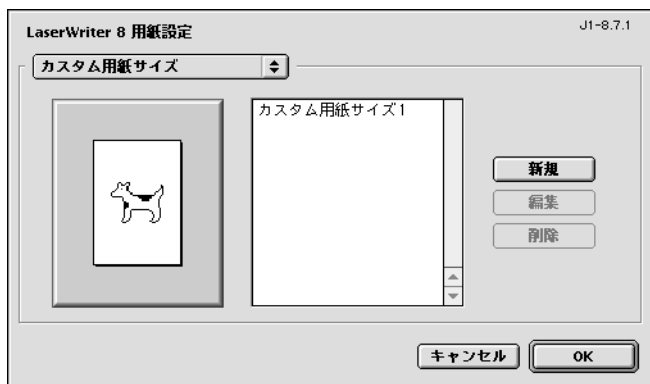 LaserWriter 8 用紙設定
J1-8.7.1
カスタム用紙サイズ
カスタム用紙サイズ1
新規
編集
削除
キャンセル
OK